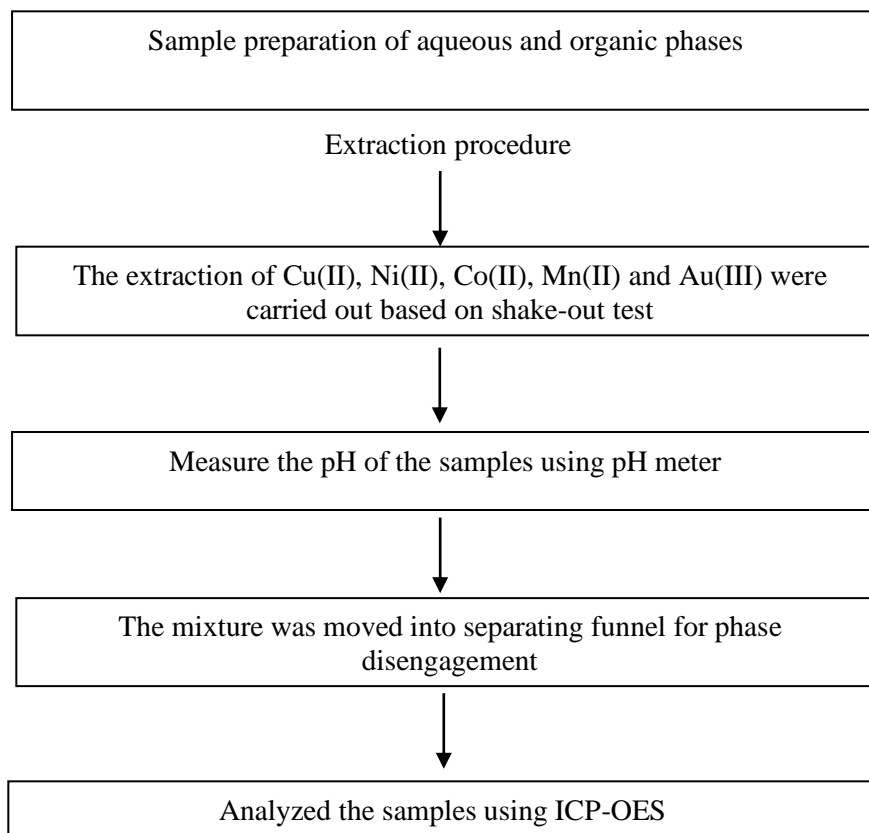 Sample preparation of aqueous and organic phases
Extraction procedure
The extraction of Cu(II), Ni(II), Co(II), Mn(II) and Au(III) were
carried out based on shake-out test
Measure the pH of the samples using pH meter
The mixture was moved into separating funnel for phase
disengagement
Analyzed the samples using ICP-OES